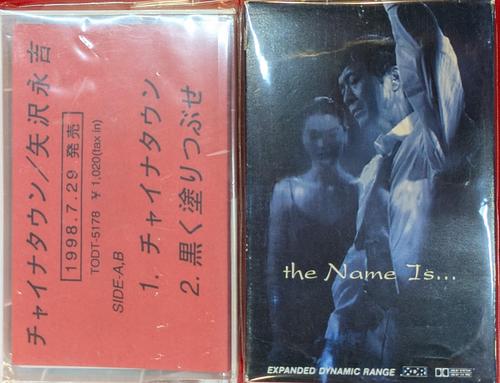 チャイナタウン/矢沢永吉
1998.7.29 発売
TODT-5178 ¥1,020(tax in)
SIDE-A,B
1. チャイナタウン
2. 黒く塗りつぶせ
the Name Is...
EXPANDED DYNAMIC RANGE XDR